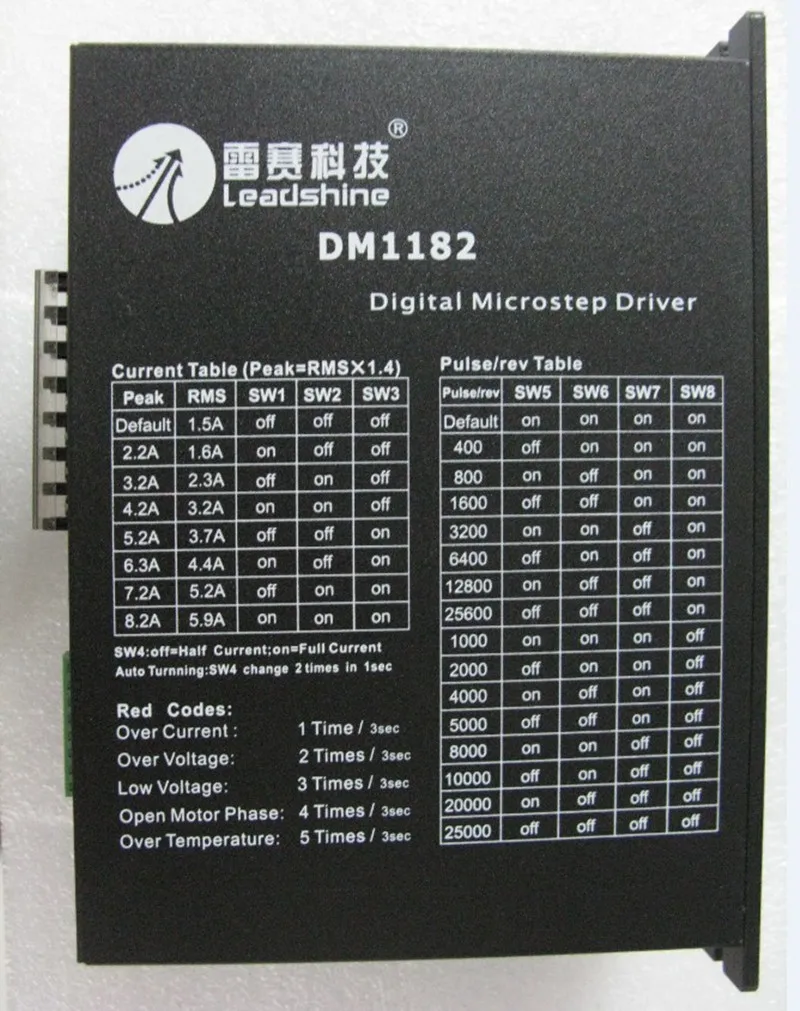 雷赛科技®
Leadshine
DM1182
Digital Microstep Driver
Current Table (Peak=RMS×1.4)
Peak RMS SW1 SW2 SW3
Default 1.5A off off off
2.2A 1.6A on off off
3.2A 2.3A off on off
4.2A 3.2A on on off
5.2A 3.7A off off on
6.3A 4.4A on off on
7.2A 5.2A off on on
8.2A 5.9A on on on
SW4:off=Half Current;on=Full Current
Auto Turnning:SW4 change 2 times in 1sec
Red Codes:
Over Current : 1 Time / 3sec
Over Voltage: 2 Times / 3sec
Low Voltage: 3 Times / 3sec
Open Motor Phase: 4 Times / 3sec
Over Temperature: 5 Times / 3sec
Pulse/rev Table
Pulse/rev SW5 SW6 SW7 SW8
Default on on on on
400 off on on on
800 on off on on
1600 off off on on
3200 on on off on
6400 off on off on
12800 on off off on
25600 off off off on
1000 on on on off
2000 off on on off
4000 on off on off
5000 off off on off
8000 on on off off
10000 off on off off
20000 on off off off
25000 off off off off